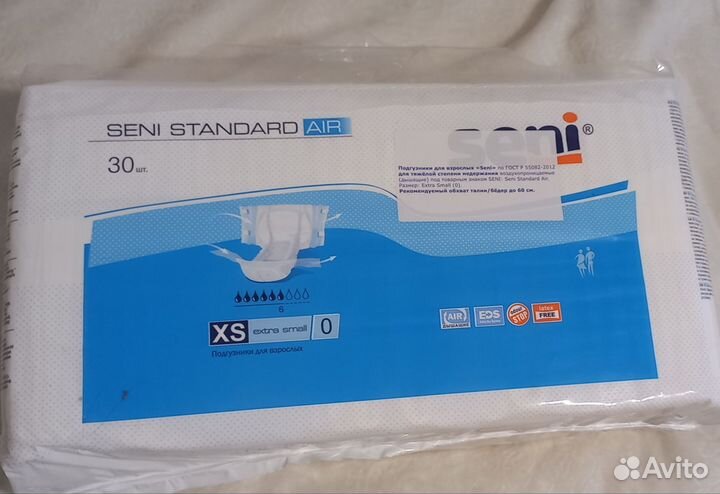 SENI STANDARD AIR
30 шт.
seni®
Подгузники для взрослых «Seni» по ГОСТ Р 55082-2012
для тяжёлой степени недержания воздухопроницаемые
(дышащие) под товарным знаком SENI: Seni Standard Air.
Размер: Extra Small (0).
Рекомендуемый обхват талии/бёдер до 60 см.
6
XS extra small 0
Подгузники для взрослых
AIR
ДЫШАЩИЕ
EDS
STOP
latex
FREE
Avito